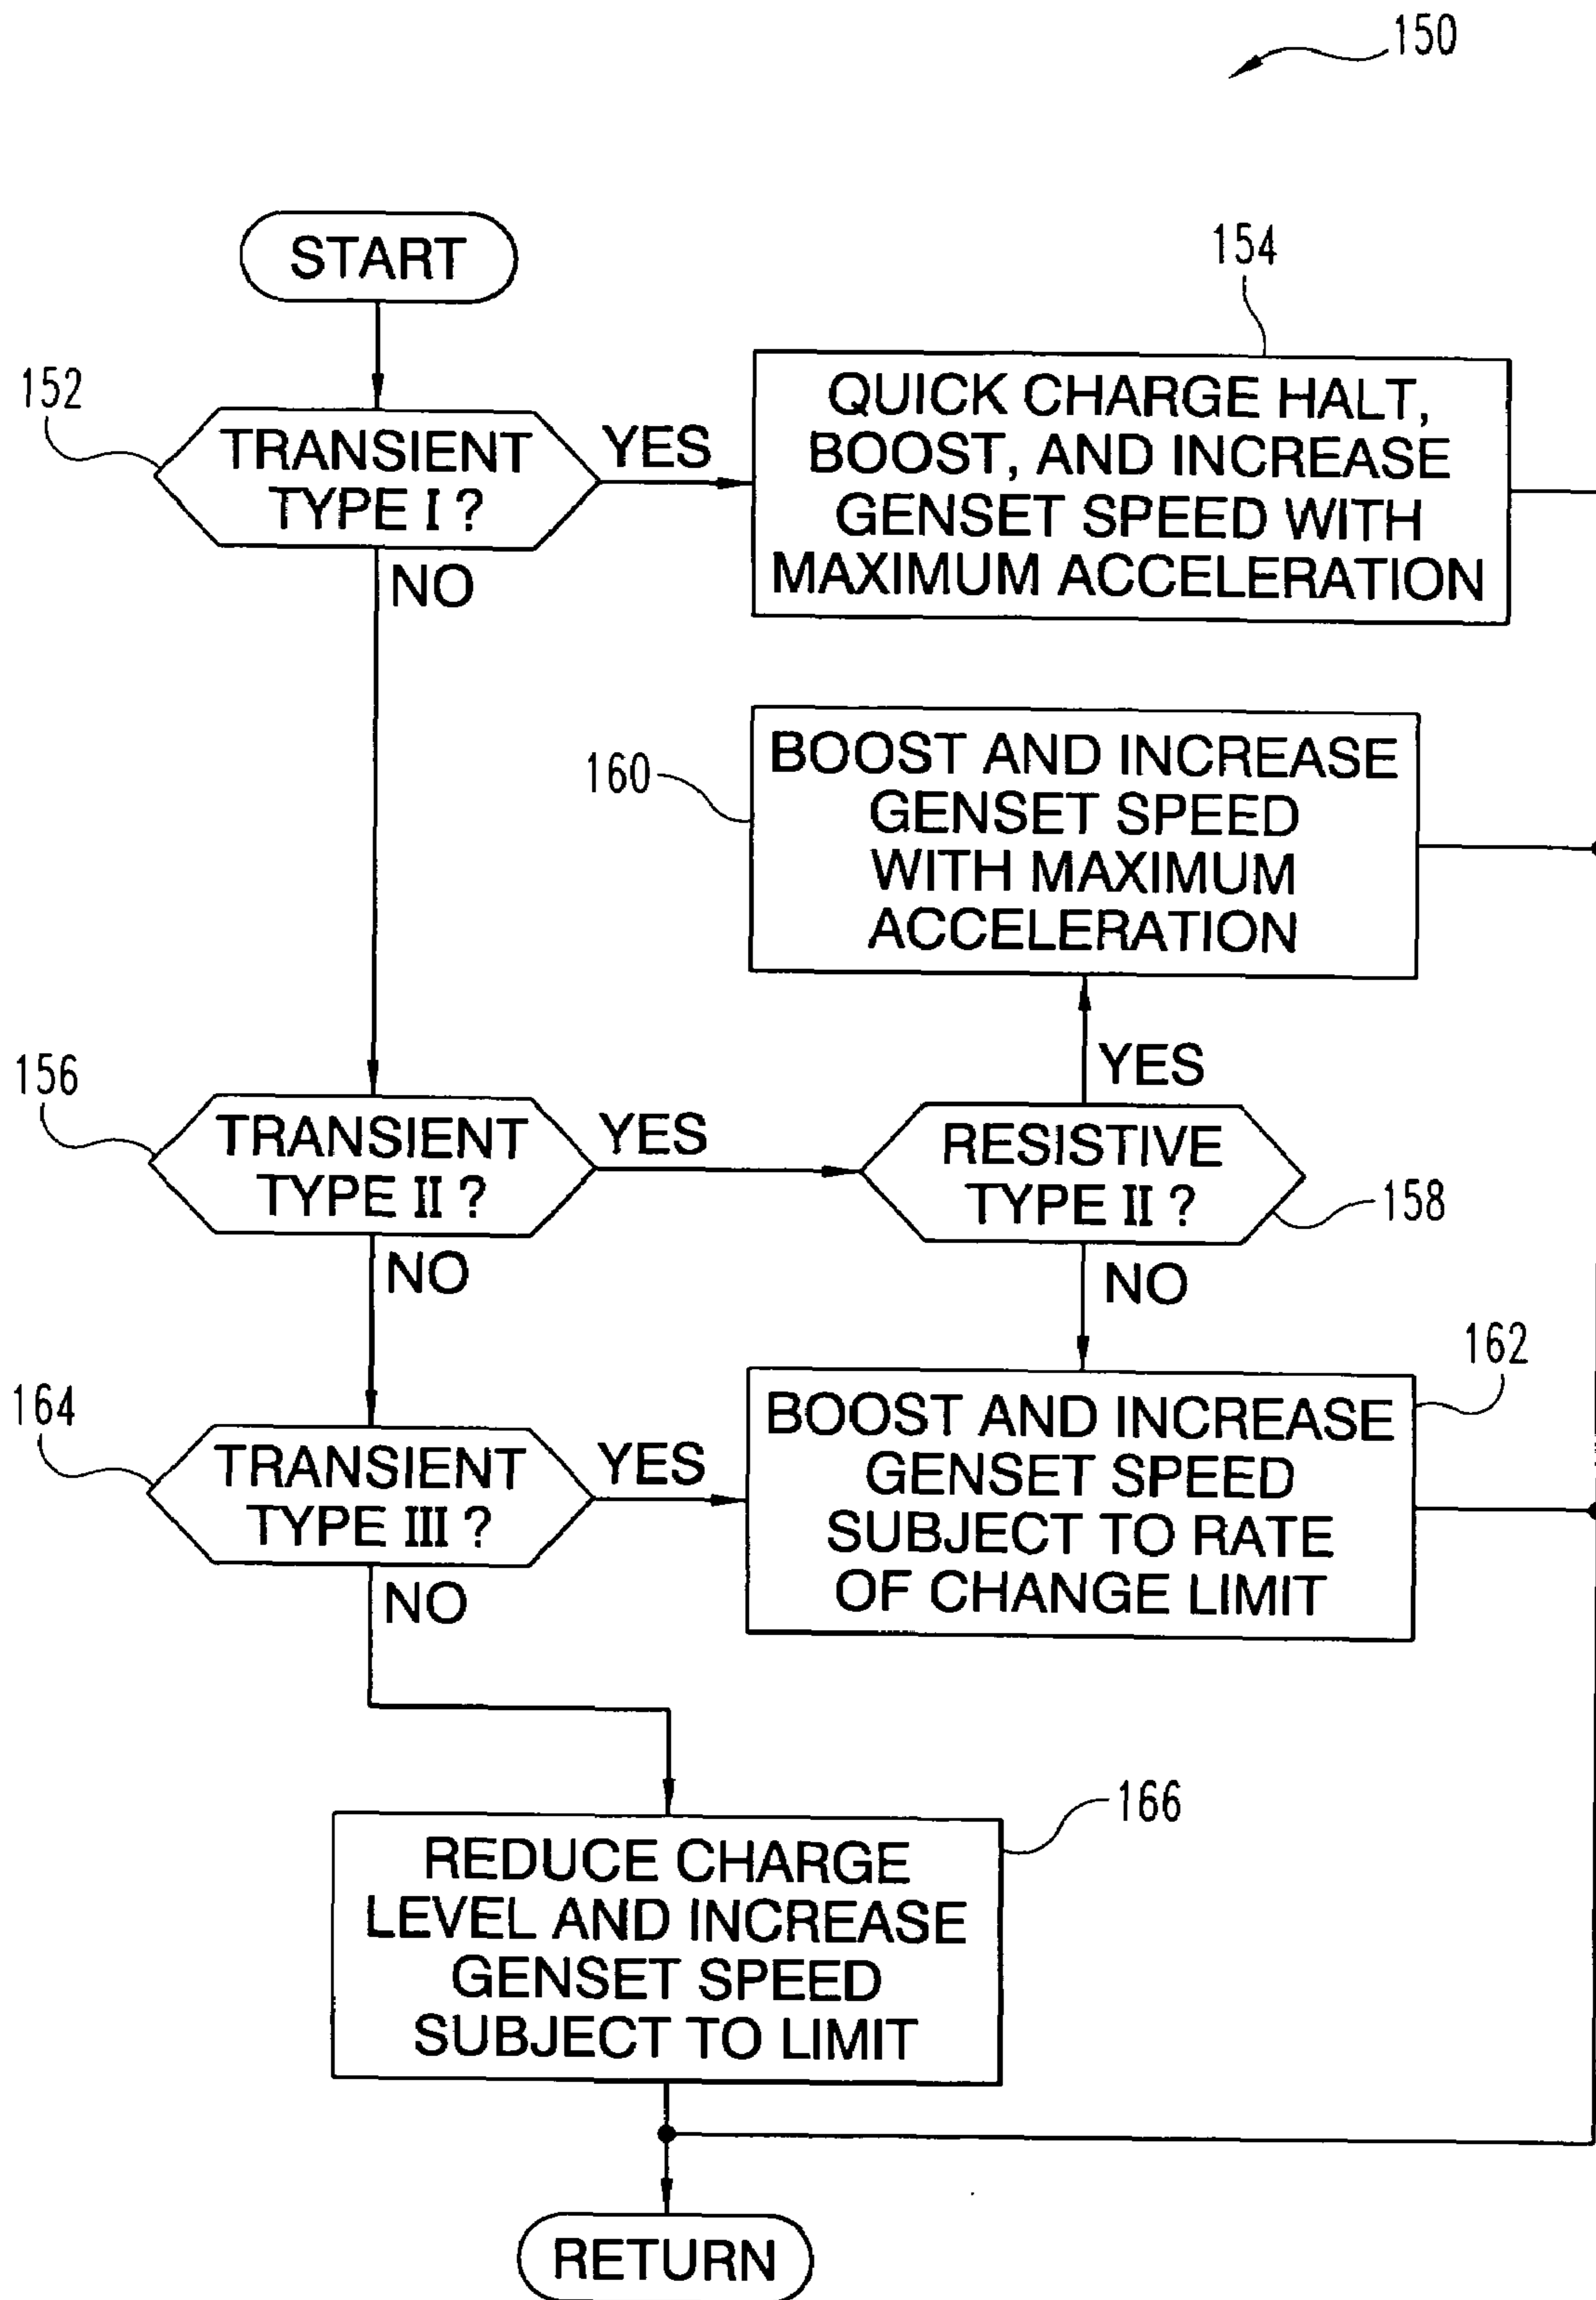 150
START
154
152
TRANSIENT
TYPE I ?
YES
QUICK CHARGE HALT,
BOOST, AND INCREASE
GENSET SPEED WITH
MAXIMUM ACCELERATION
NO
160
BOOST AND INCREASE
GENSET SPEED
WITH MAXIMUM
ACCELERATION
YES
156
TRANSIENT
TYPE II ?
YES
RESISTIVE
TYPE II ?
158
NO
NO
162
164
TRANSIENT
TYPE III ?
YES
BOOST AND INCREASE
GENSET SPEED
SUBJECT TO RATE
OF CHANGE LIMIT
NO
166
REDUCE CHARGE
LEVEL AND INCREASE
GENSET SPEED
SUBJECT TO LIMIT
RETURN